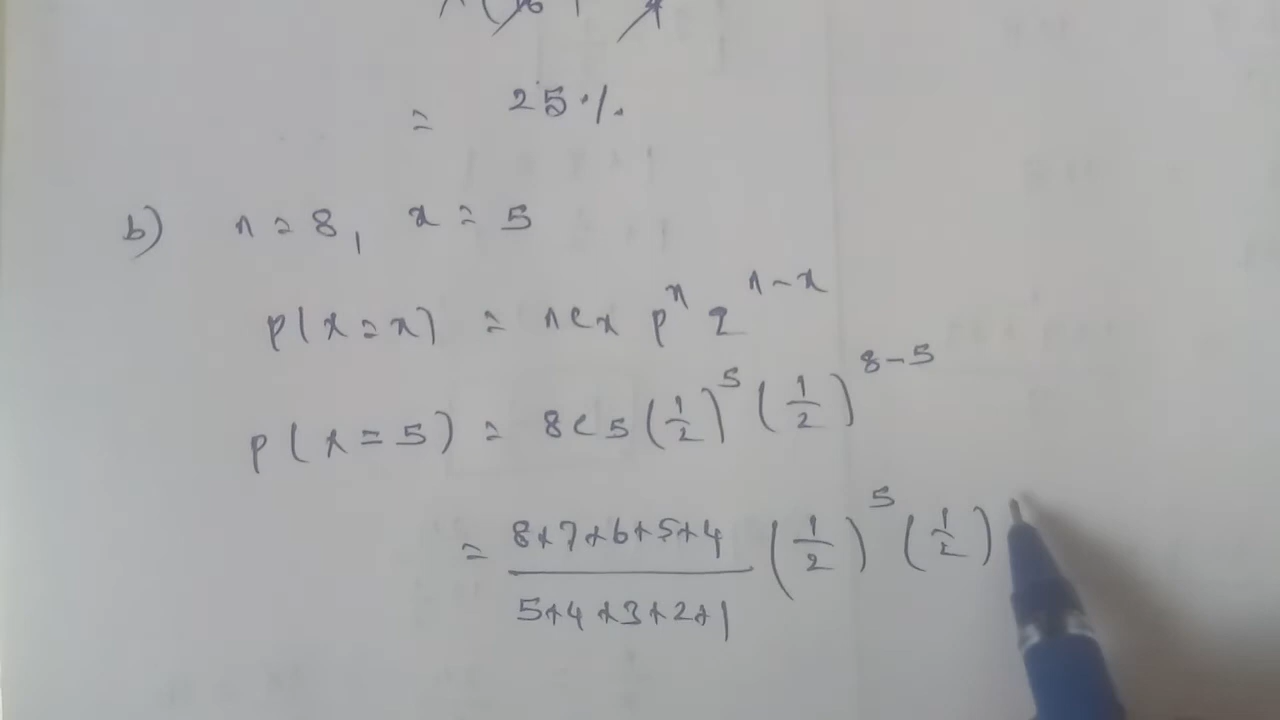 = 25 %
b) n = 8, x = 5
P(x = x) = ncx p^x q^n-x
P(x = 5) = 8c5 (1/2)^5 (1/2)^8-5
= 8×7×6×5×4 / 5×4×3×2×1 (1/2)^5 (1/2)